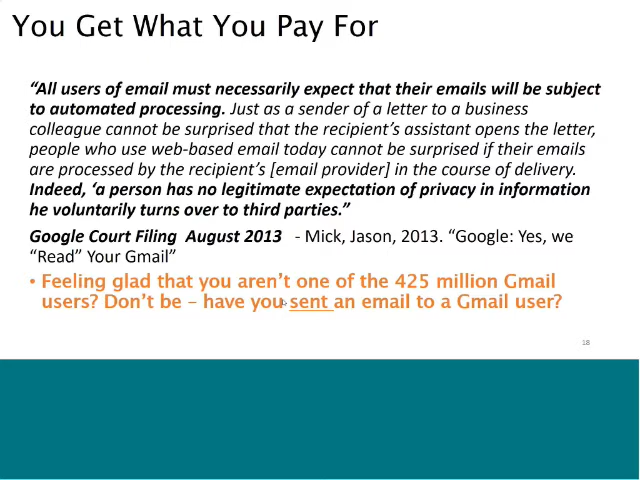 You Get What You Pay For
“All users of email must necessarily expect that their emails will be subject
to automated processing. Just as a sender of a letter to a business
colleague cannot be surprised that the recipient’s assistant opens the letter,
people who use web-based email today cannot be surprised if their emails
are processed by the recipient’s [email provider] in the course of delivery.
Indeed, ‘a person has no legitimate expectation of privacy in information
he voluntarily turns over to third parties.”
Google Court Filing August 2013 - Mick, Jason, 2013. “Google: Yes, we
“Read” Your Gmail”
• Feeling glad that you aren’t one of the 425 million Gmail
users? Don’t be – have you sent an email to a Gmail user?
18